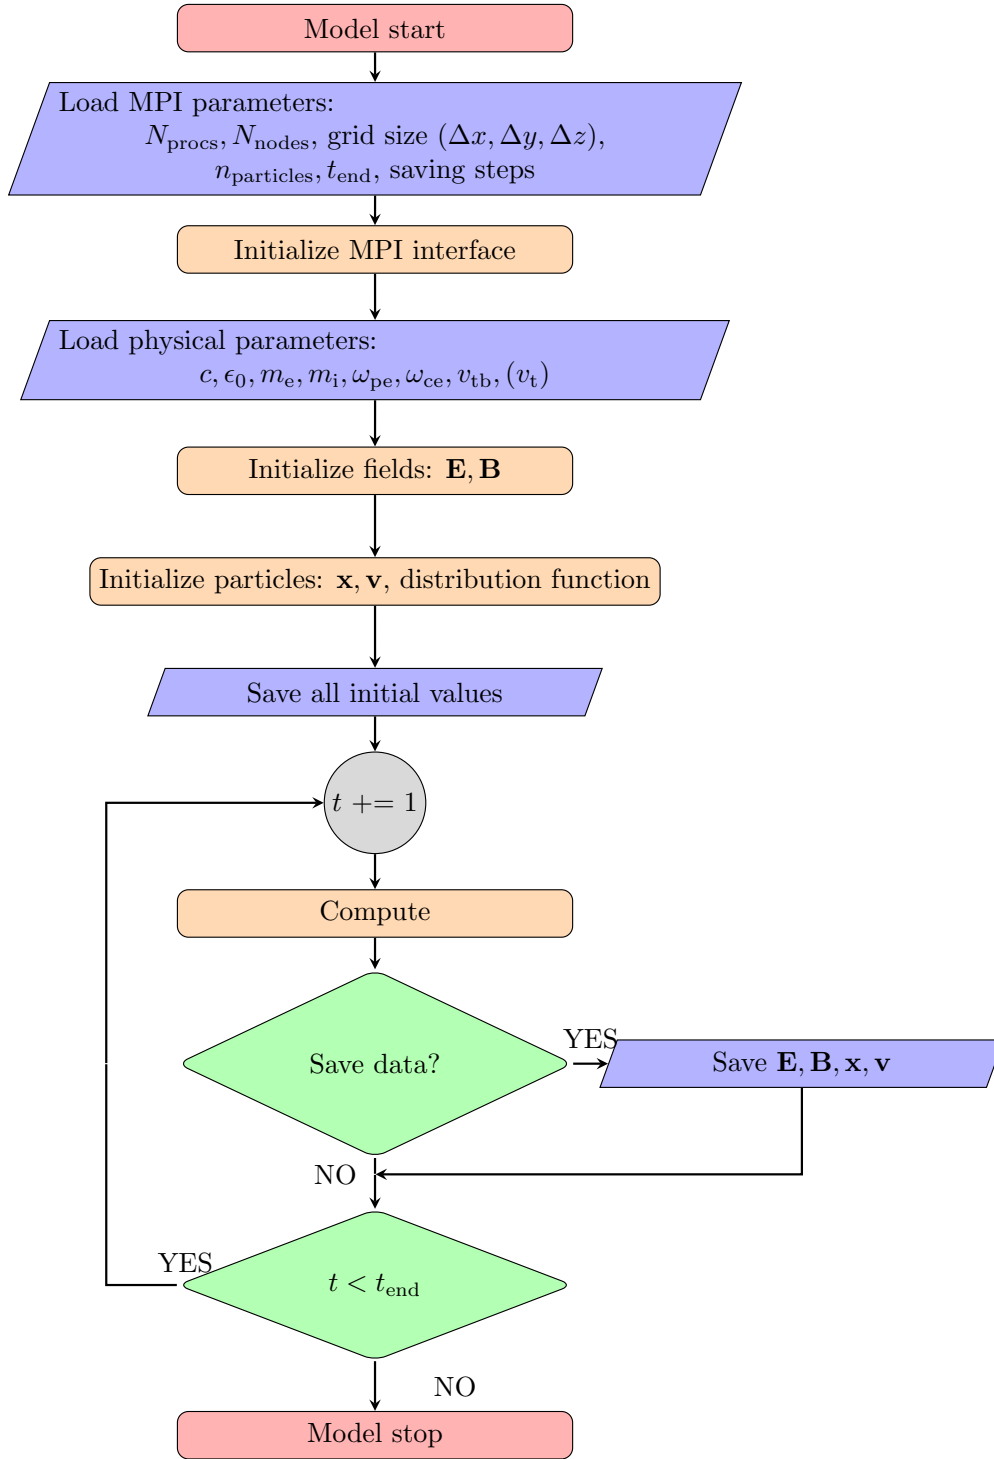 Model start
Load MPI parameters:
N_procs, N_nodes, grid size (Δx, Δy, Δz),
n_particles, t_end, saving steps
Initialize MPI interface
Load physical parameters:
c, ϵ_0, m_e, m_i, ω_pe, ω_ce, v_tb, (v_t)
Initialize fields: E, B
Initialize particles: x, v, distribution function
Save all initial values
t += 1
Compute
Save data?
YES
Save E, B, x, v
NO
YES
t < t_end
NO
Model stop